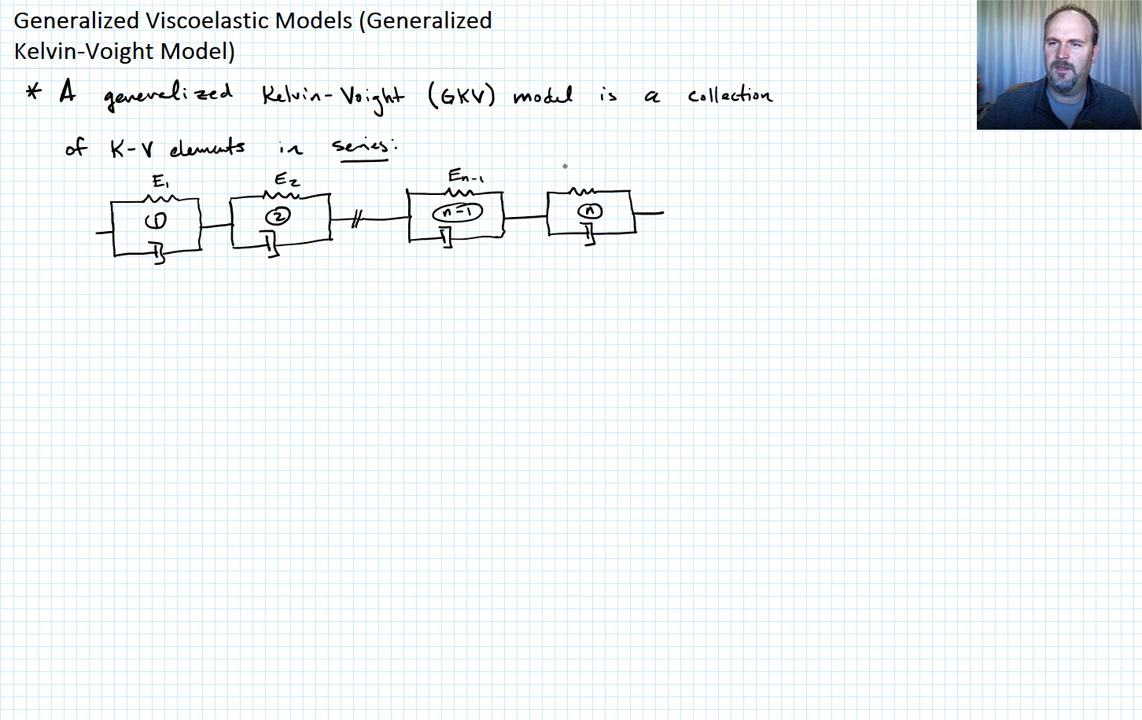 Generalized Viscoelastic Models (Generalized
Kelvin-Voight Model)
* A generalized Kelvin-Voight (GKV) model is a collection
of K-V elements in series:
E1 E2 En-1
1 2 n-1 n